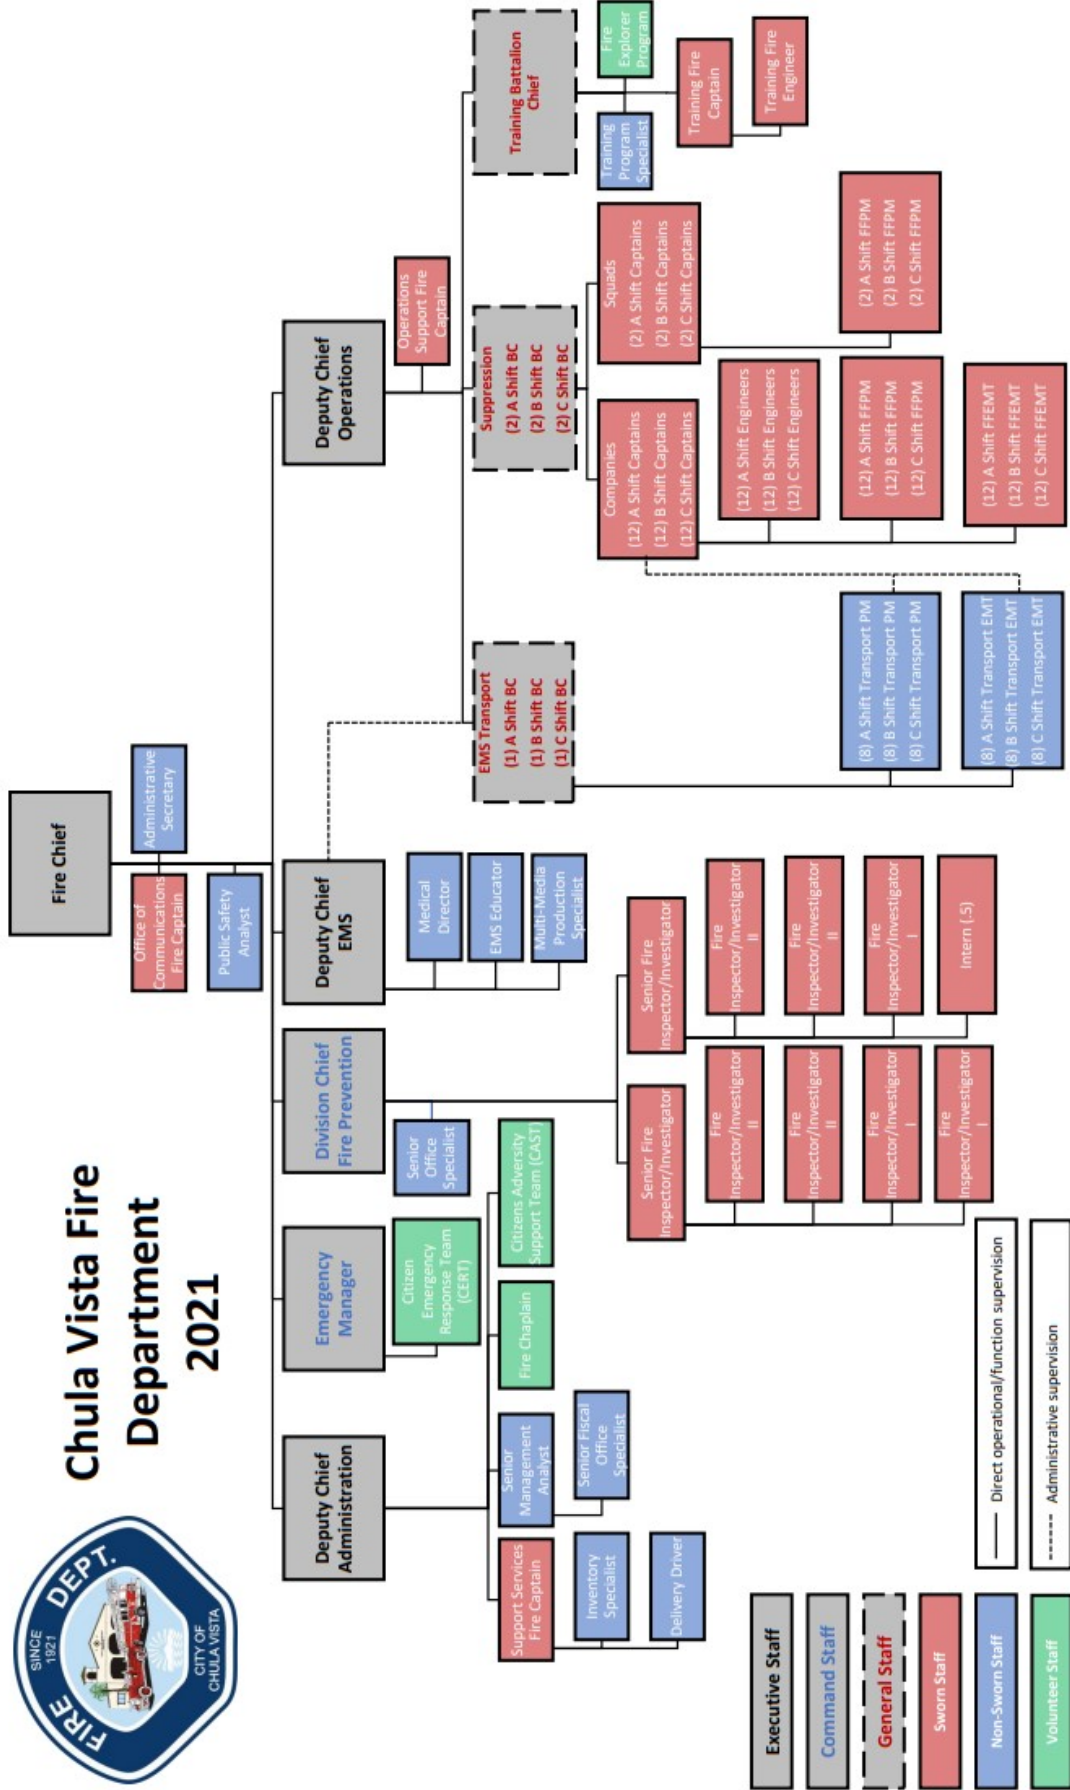 SINCE
1921
FIRE DEPT.
CITY OF
CHULA VISTA
Chula Vista Fire
Department
2021
Fire Chief
Office of
Communications
Fire Captain
Administrative
Secretary
Public Safety
Analyst
Deputy Chief
Administration
Emergency
Manager
Division Chief
Fire Prevention
Deputy Chief
EMS
Deputy Chief
Operations
Support Services
Fire Captain
Inventory
Specialist
Delivery Driver
Senior
Management
Analyst
Senior Fiscal
Office
Specialist
Fire Chaplain
Citizens Adversity
Support Team (CAST)
Citizen
Emergency
Response Team
(CERT)
Senior
Office
Specialist
Senior Fire
Inspector/Investigator
Fire
Inspector/Investigator
II
Fire
Inspector/Investigator
II
Fire
Inspector/Investigator
I
Fire
Inspector/Investigator
I
Senior Fire
Inspector/Investigator
Fire
Inspector/Investigator
II
Fire
Inspector/Investigator
II
Fire
Inspector/Investigator
I
Intern (.5)
Medical
Director
EMS Educator
Multi-Media
Production
Specialist
Operations
Support Fire
Captain
EMS Transport
(1) A Shift BC
(1) B Shift BC
(1) C Shift BC
(8) A Shift Transport PM
(8) B Shift Transport PM
(8) C Shift Transport PM
(8) A Shift Transport EMT
(8) B Shift Transport EMT
(8) C Shift Transport EMT
Suppression
(2) A Shift BC
(2) B Shift BC
(2) C Shift BC
Companies
(12) A Shift Captains
(12) B Shift Captains
(12) C Shift Captains
(12) A Shift Engineers
(12) B Shift Engineers
(12) C Shift Engineers
(12) A Shift FFPM
(12) B Shift FFPM
(12) C Shift FFPM
(12) A Shift FFEMT
(12) B Shift FFEMT
(12) C Shift FFEMT
Squads
(2) A Shift Captains
(2) B Shift Captains
(2) C Shift Captains
(2) A Shift FFPM
(2) B Shift FFPM
(2) C Shift FFPM
Training Battalion
Chief
Training
Program
Specialist
Fire
Explorer
Program
Training Fire
Captain
Training Fire
Engineer
Executive Staff
Command Staff
General Staff
Sworn Staff
Non-Sworn Staff
Volunteer Staff
Direct operational/function supervision
Administrative supervision